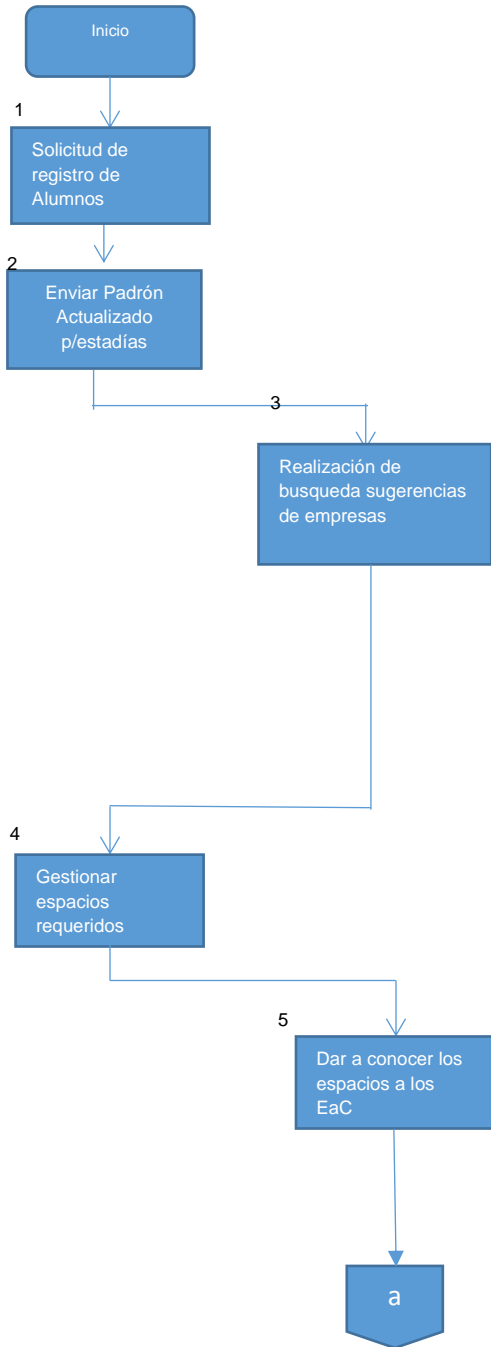 Inicio
1
Solicitud de
registro de
Alumnos
2
Enviar Padrón
Actualizado
p/estadías
3
Realización de
busqueda sugerencias
de empresas
4
Gestionar
espacios
requeridos
5
Dar a conocer los
espacios a los
EaC
a